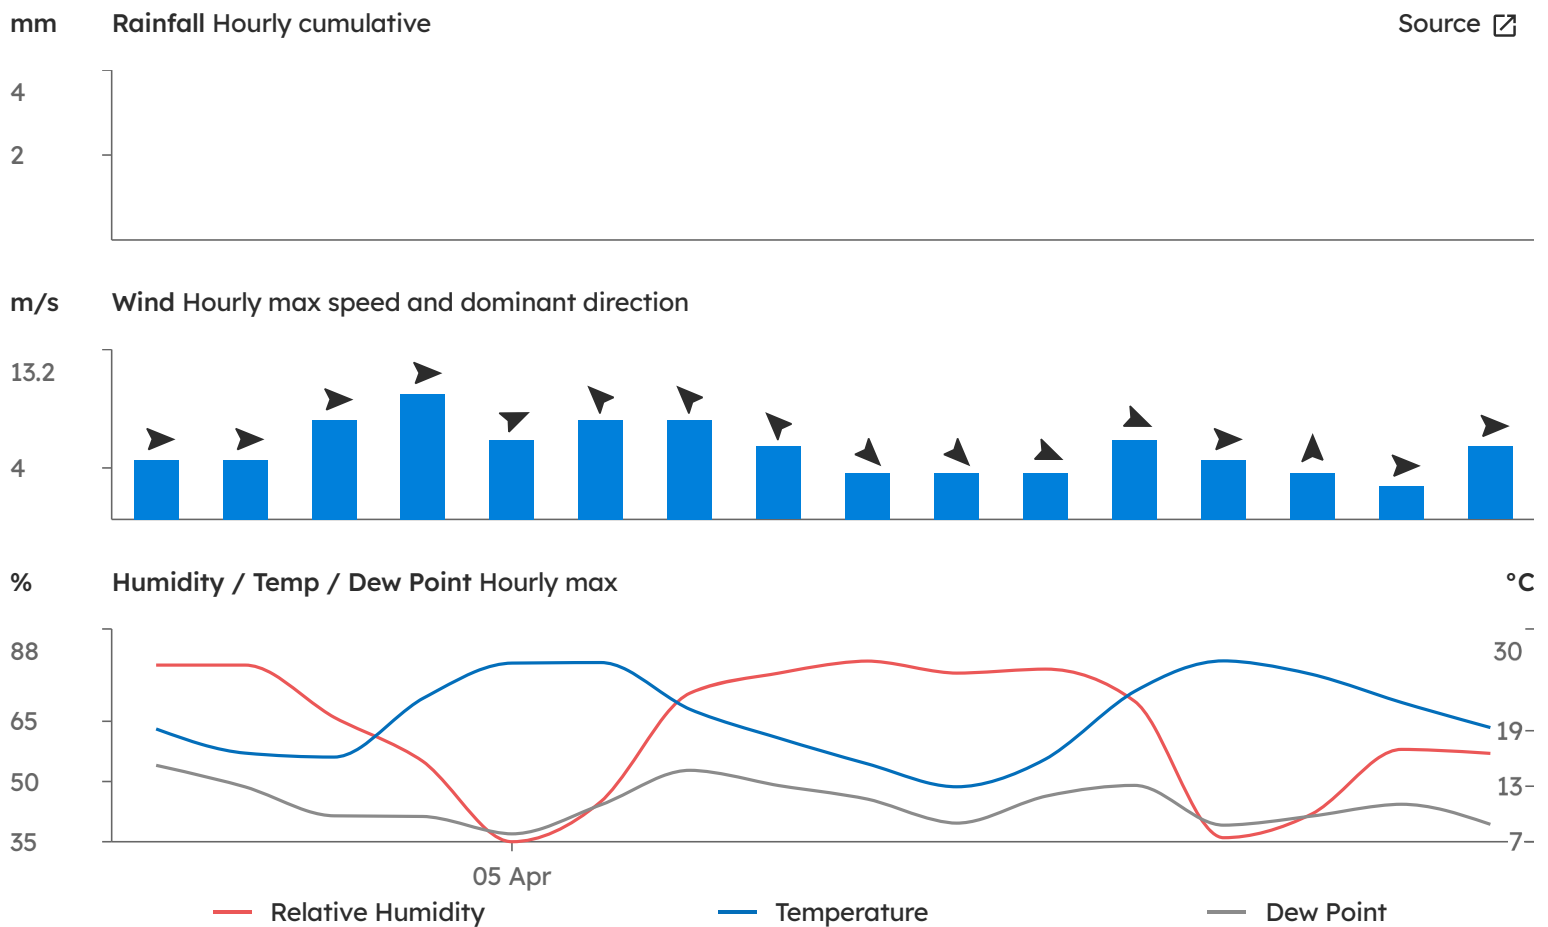 mm Rainfall Hourly cumulative Source
4
2
m/s Wind Hourly max speed and dominant direction
13.2
4
% Humidity / Temp / Dew Point Hourly max °C
88 30
65 19
50 13
35 7
05 Apr
Relative Humidity Temperature Dew Point